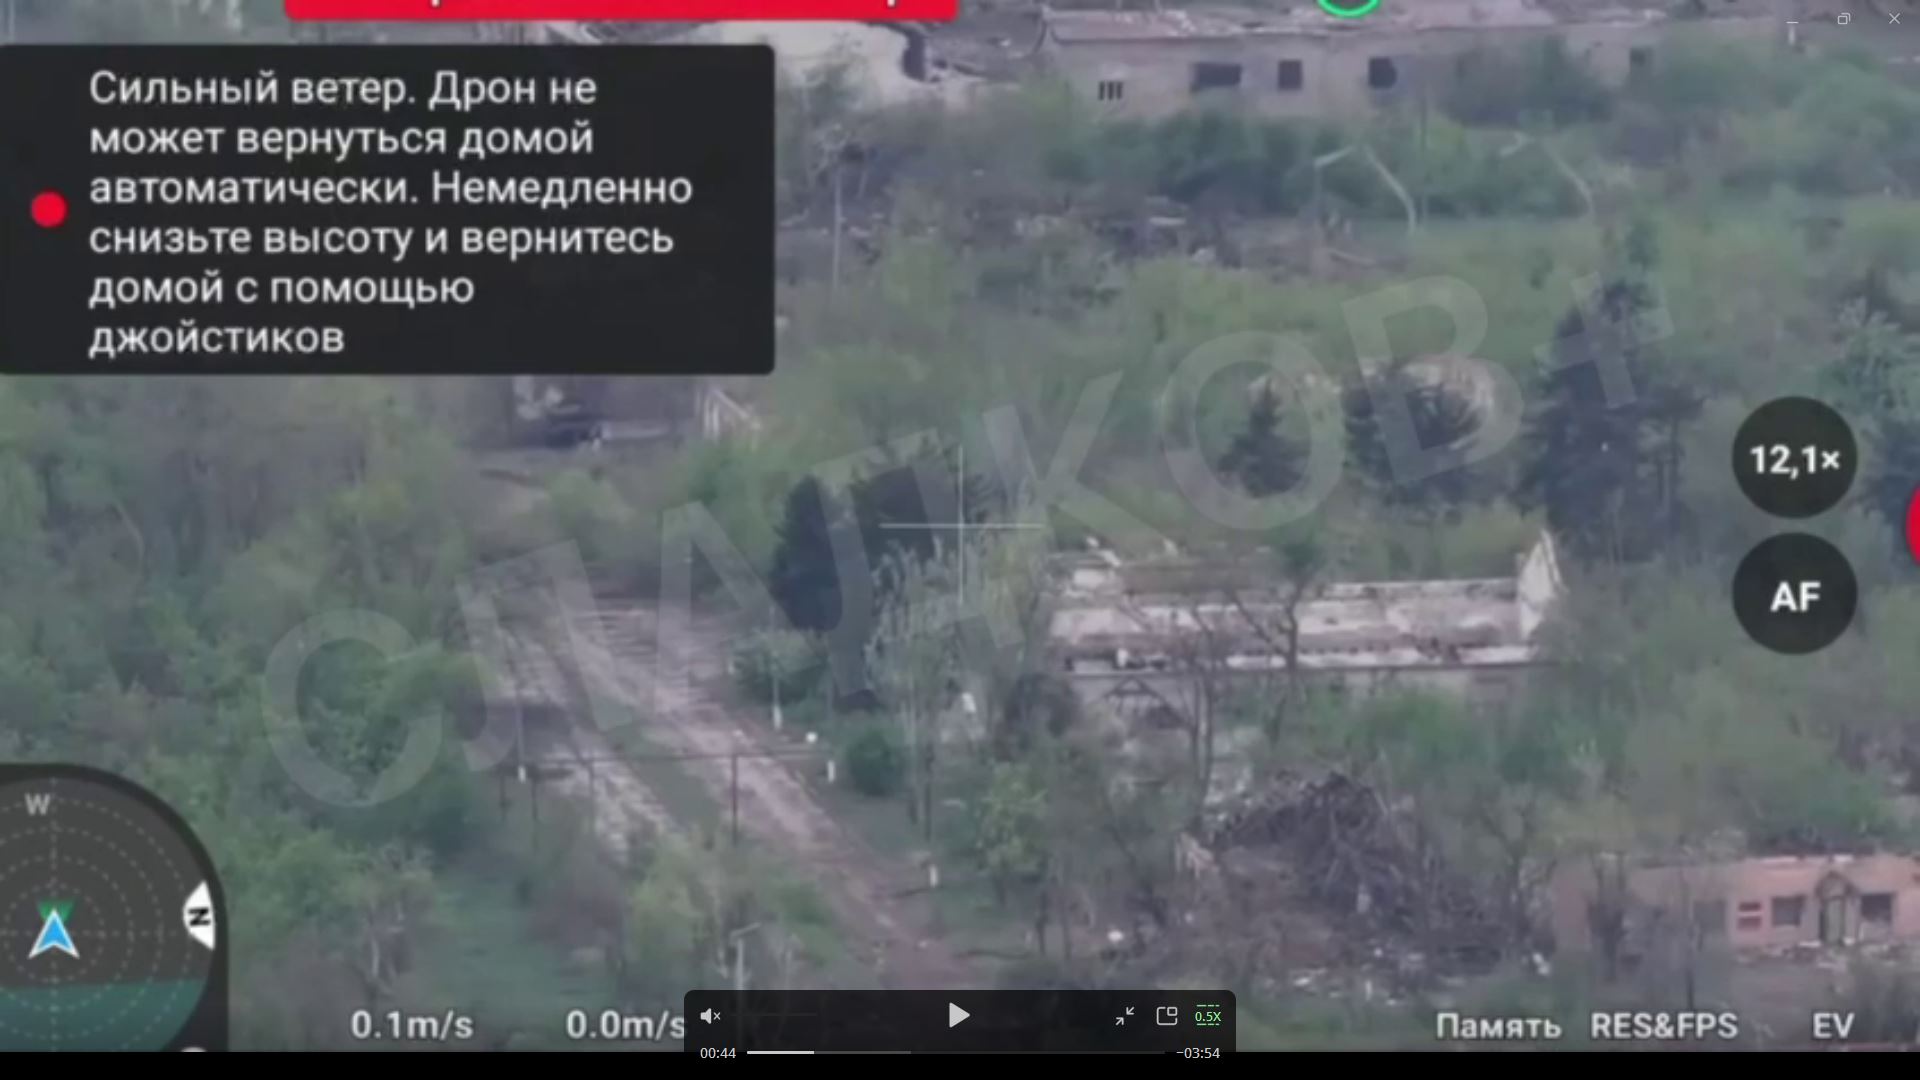 Сильный ветер. Дрон не
может вернуться домой
автоматически. Немедленно
снизьте высоту и вернитесь
домой с помощью
джойстиков
СЛАДКОВ+
12,1×
AF
W
N
0.1m/s 0.0m/s
Память RES&FPS EV
0.5X
00:44 −03:54